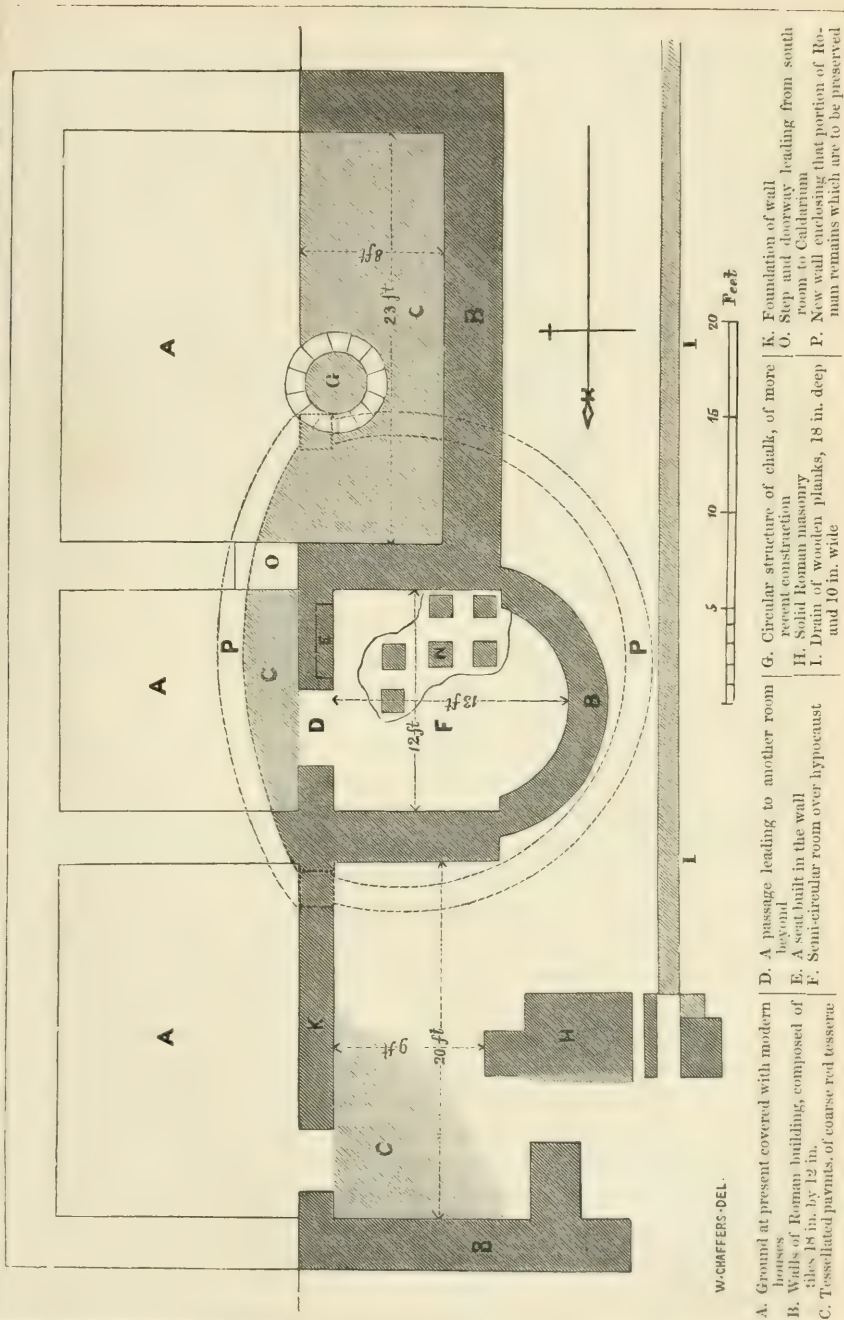 A
A
A
P
C
O
D
E
G
8 ft
23 ft
C
B
K
C
9 ft
20 ft
B
12 ft
13 ft
F
N
B
P
H
I
I
N
5
10
15
20
Feet
W·CHAFFERS·DEL·
A. Ground at present covered with modern
houses
B. Walls of Roman building, composed of
tiles 18 in. by 12 in.
C. Tessellated pavmts. of coarse red tesseræ
D. A passage leading to another room
beyond
E. A seat built in the wall
F. Semi-circular room over hypocaust
G. Circular structure of chalk, of more
recent construction
H. Solid Roman masonry
I. Drain of wooden planks, 18 in. deep
and 10 in. wide
K. Foundation of wall
O. Step and doorway leading from south
room to Caldarium
P. New wall enclosing that portion of Ro-
man remains which are to be preserved